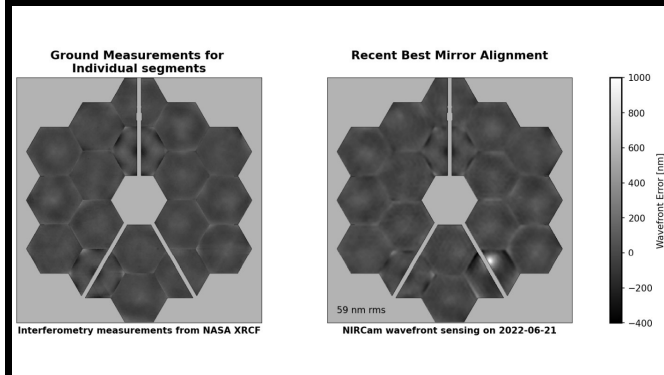 Ground Measurements for
Individual segments
Recent Best Mirror Alignment
1000
800
600
400
200
0
−200
−400
Wavefront Error [nm]
59 nm rms
Interferometry measurements from NASA XRCF
NIRCam wavefront sensing on 2022-06-21